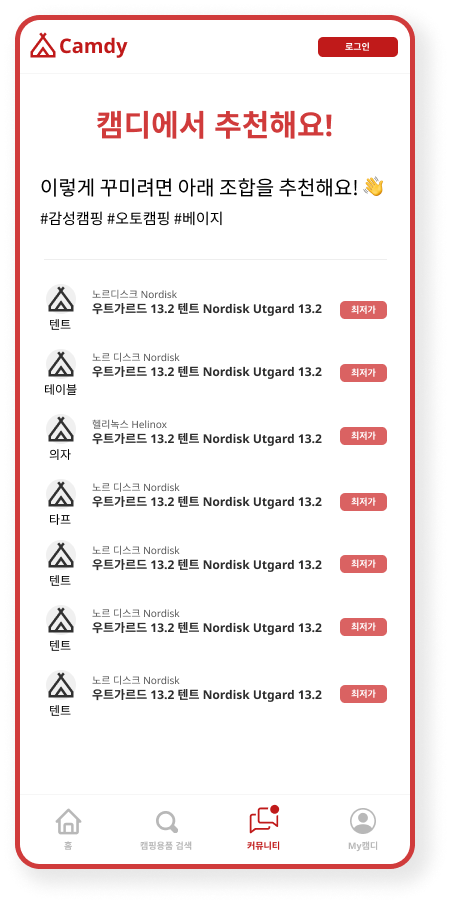 Camdy
로그인
캠디에서 추천해요!
이렇게 꾸미려면 아래 조합을 추천해요! 👋
#감성캠핑 #오토캠핑 #베이지
노르디스크 Nordisk
우트가르드 13.2 텐트 Nordisk Utgard 13.2
최저가
텐트
노르 디스크 Nordisk
우트가르드 13.2 텐트 Nordisk Utgard 13.2
최저가
테이블
헬리녹스 Helinox
우트가르드 13.2 텐트 Nordisk Utgard 13.2
최저가
의자
노르 디스크 Nordisk
우트가르드 13.2 텐트 Nordisk Utgard 13.2
최저가
타프
노르 디스크 Nordisk
우트가르드 13.2 텐트 Nordisk Utgard 13.2
최저가
텐트
노르 디스크 Nordisk
우트가르드 13.2 텐트 Nordisk Utgard 13.2
최저가
텐트
노르 디스크 Nordisk
우트가르드 13.2 텐트 Nordisk Utgard 13.2
최저가
텐트
홈
캠핑용품 검색
커뮤니티
My캠디